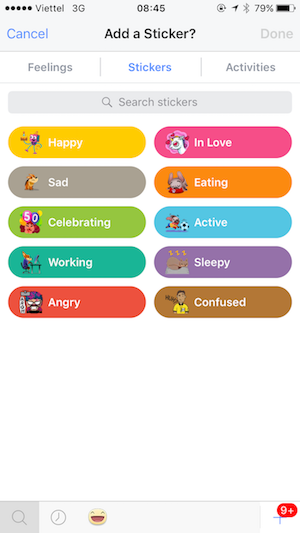 Viettel 3G 08:45 79%
Cancel Add a Sticker? Done
Feelings Stickers Activities
Search stickers
Happy In Love
Sad Eating
50
Celebrating Active
Working Sleepy
Angry Confused
9+